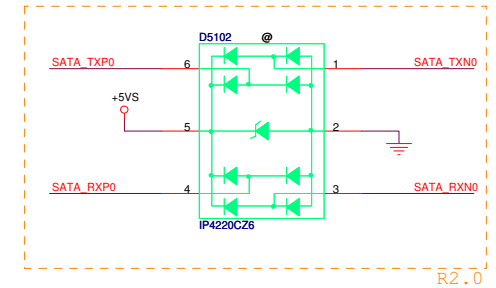 D5102 @
SATA_TXP0 6 1 SATA_TXN0
+5VS
5 2
SATA_RXP0 4 3 SATA_RXN0
IP4220CZ6
R2.0